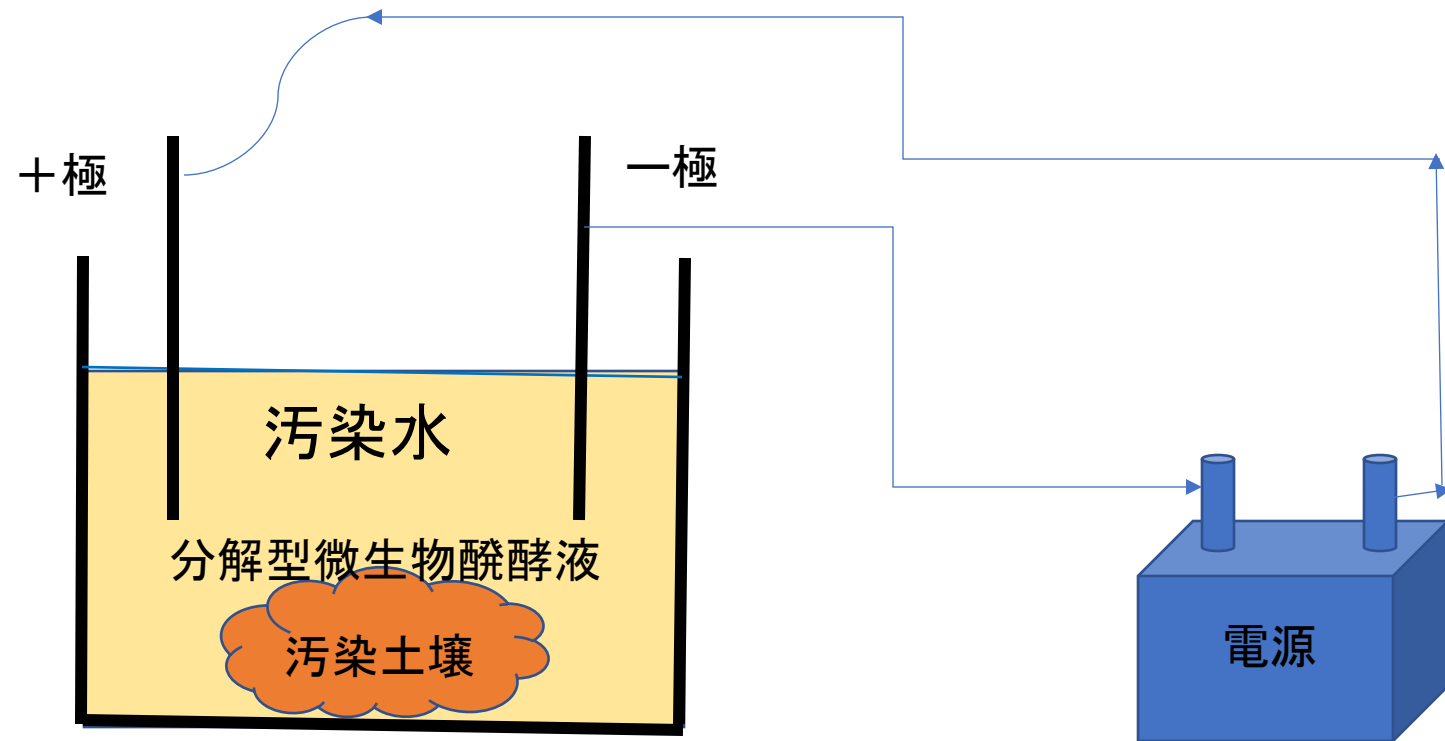 ＋極
ー極
汚染水
分解型微生物醗酵液
汚染土壌
電源